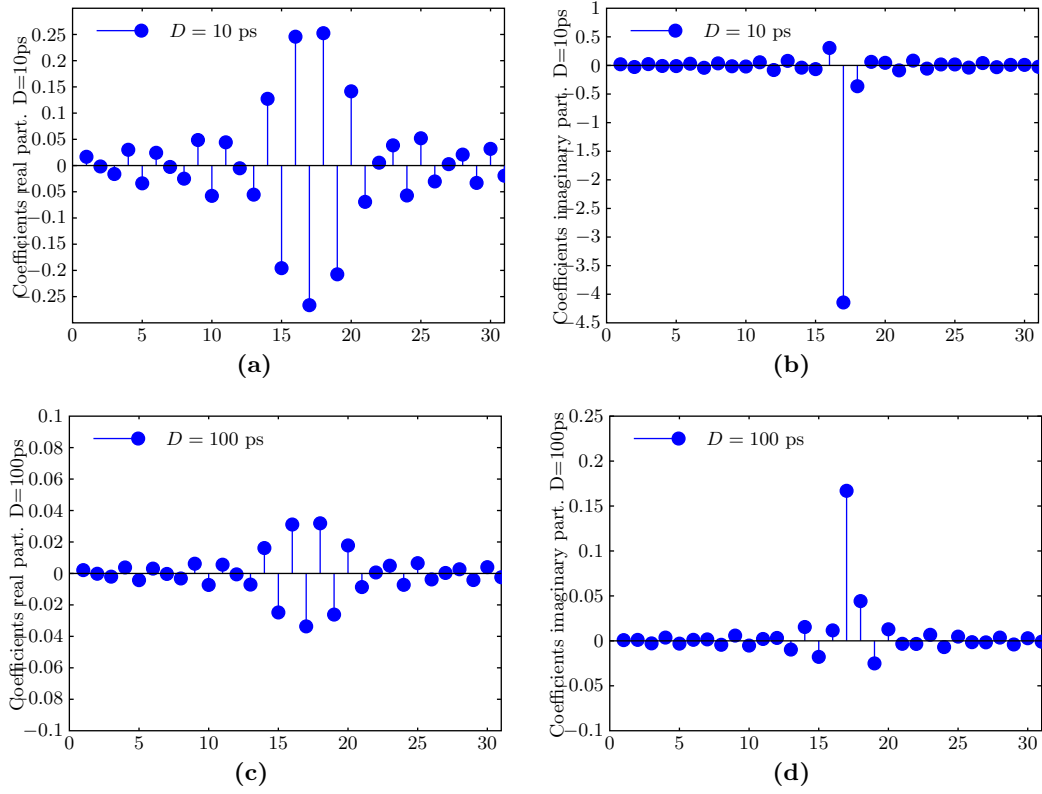 Coefficients real part. D=10ps
D = 10 ps
0.25
0.2
0.15
0.1
0.05
0
−0.05
−0.1
−0.15
−0.2
−0.25
0 5 10 15 20 25 30
(a)
Coefficients imaginary part. D=10ps
D = 10 ps
1
0.5
0
−0.5
−1
−1.5
−2
−2.5
−3
−3.5
−4
−4.5
0 5 10 15 20 25 30
(b)
Coefficients real part. D=100ps
D = 100 ps
0.1
0.08
0.06
0.04
0.02
0
−0.02
−0.04
−0.06
−0.08
−0.1
0 5 10 15 20 25 30
(c)
Coefficients imaginary part. D=100ps
D = 100 ps
0.25
0.2
0.15
0.1
0.05
0
−0.05
−0.1
0 5 10 15 20 25 30
(d)